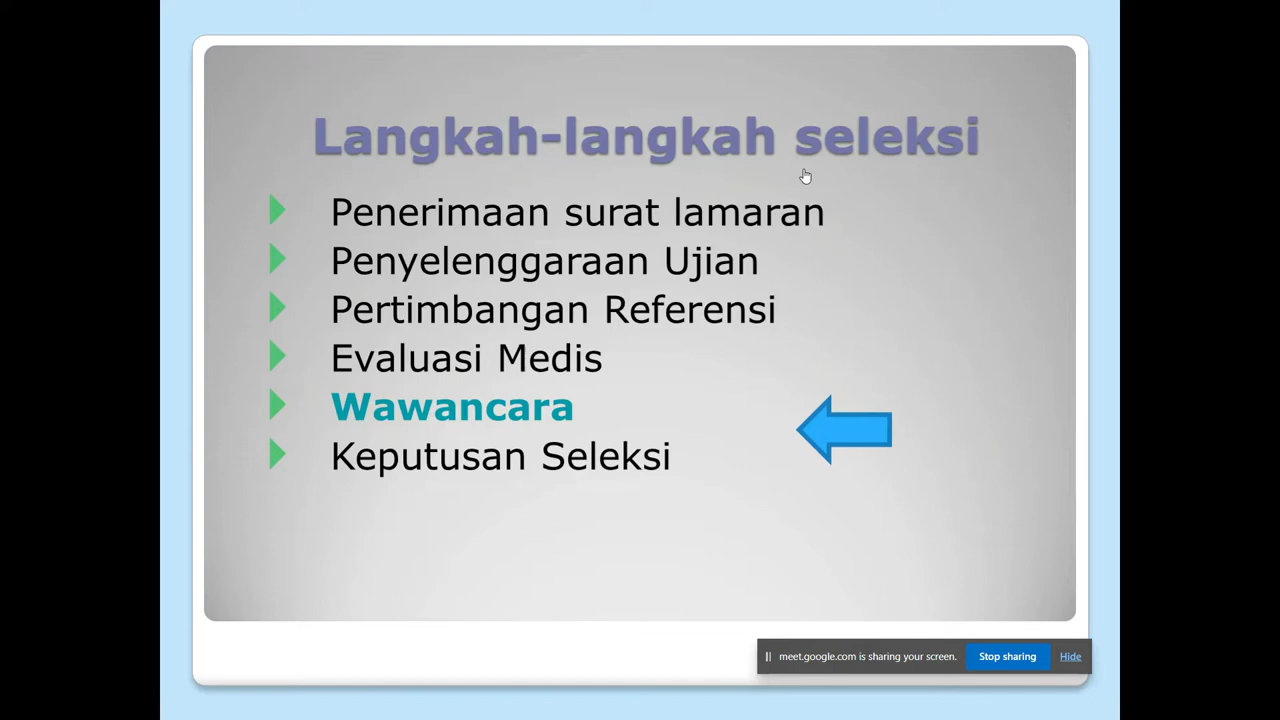 Langkah-langkah seleksi
Penerimaan surat lamaran
Penyelenggaraan Ujian
Pertimbangan Referensi
Evaluasi Medis
Wawancara
Keputusan Seleksi
meet.google.com is sharing your screen. Stop sharing Hide